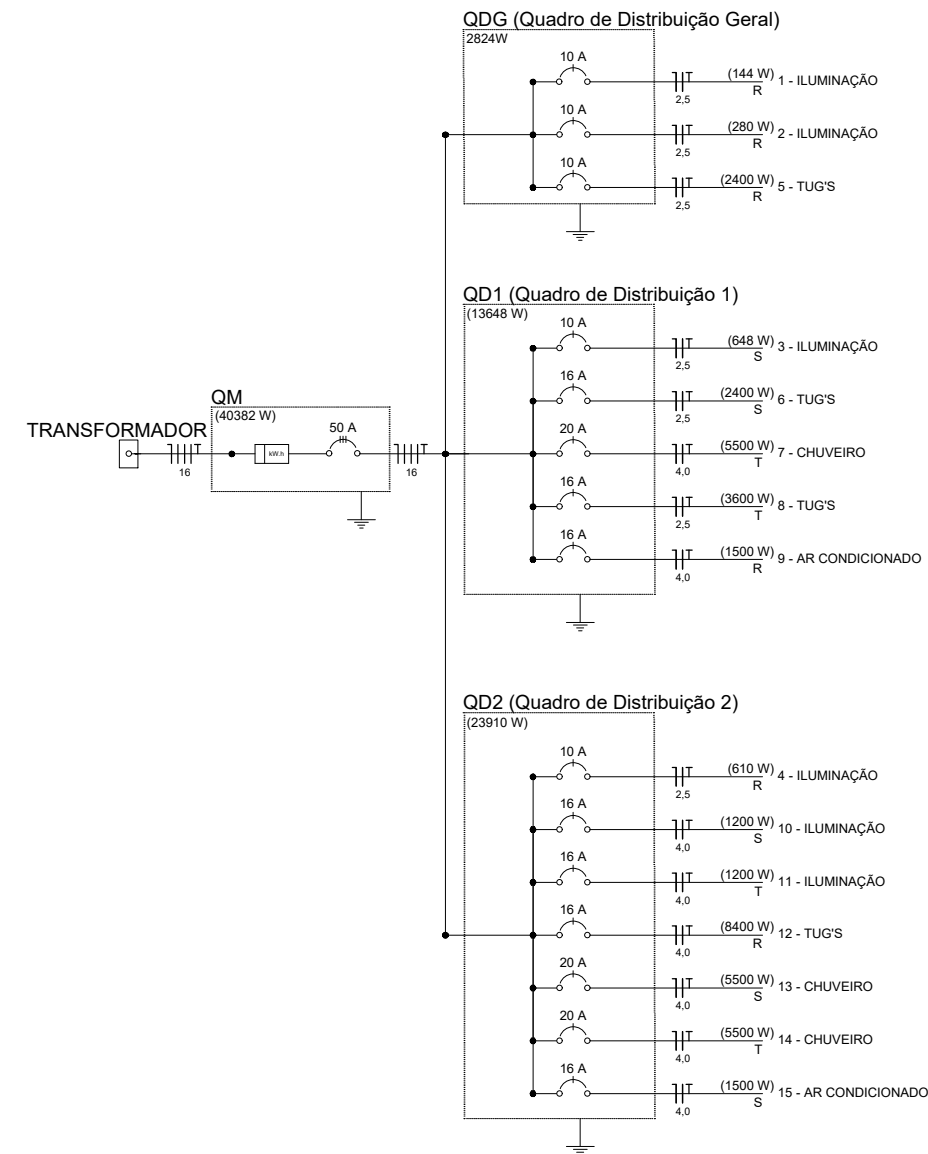 QDG (Quadro de Distribuição Geral)
2824W
10 A
T
2,5
(144 W)
R
1 - ILUMINAÇÃO
10 A
T
2,5
(280 W)
R
2 - ILUMINAÇÃO
10 A
T
2,5
(2400 W)
R
5 - TUG'S
TRANSFORMADOR
T
16
QM
(40382 W)
kW.h
50 A
T
16
QD1 (Quadro de Distribuição 1)
(13648 W)
10 A
T
2,5
(648 W)
S
3 - ILUMINAÇÃO
16 A
T
2,5
(2400 W)
S
6 - TUG'S
20 A
T
4,0
(5500 W)
T
7 - CHUVEIRO
16 A
T
2,5
(3600 W)
T
8 - TUG'S
16 A
T
4,0
(1500 W)
R
9 - AR CONDICIONADO
QD2 (Quadro de Distribuição 2)
(23910 W)
10 A
T
2,5
(610 W)
R
4 - ILUMINAÇÃO
16 A
T
4,0
(1200 W)
S
10 - ILUMINAÇÃO
16 A
T
4,0
(1200 W)
T
11 - ILUMINAÇÃO
16 A
T
4,0
(8400 W)
R
12 - TUG'S
20 A
T
4,0
(5500 W)
S
13 - CHUVEIRO
20 A
T
4,0
(5500 W)
T
14 - CHUVEIRO
16 A
T
4,0
(1500 W)
S
15 - AR CONDICIONADO